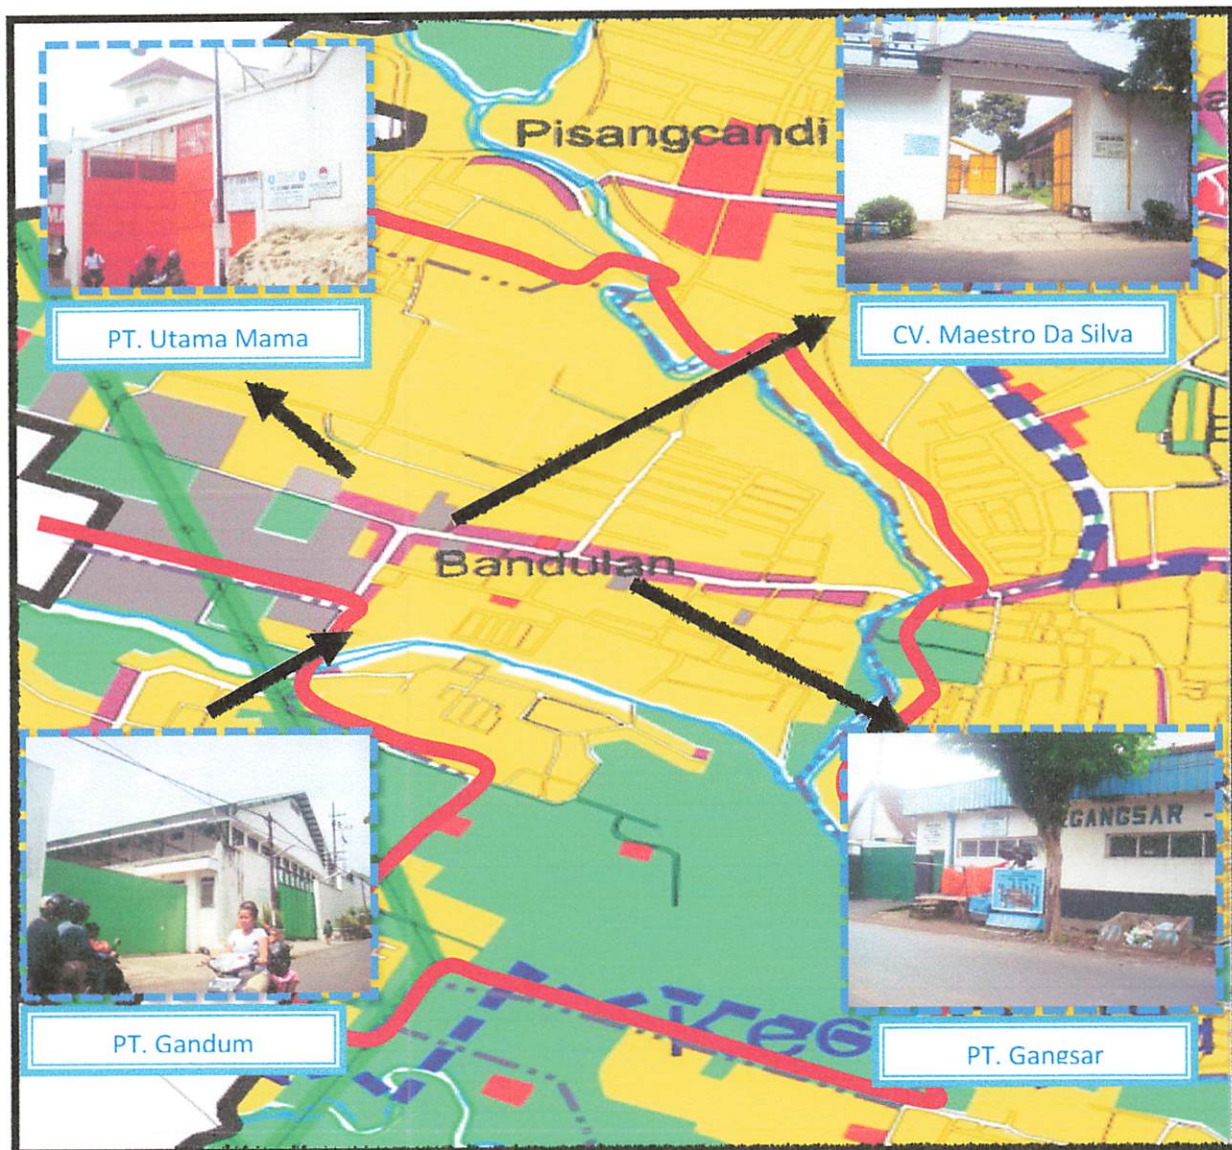 Pisangcandi
PT. Utama Mama
CV. Maestro Da Silva
Bandulan
GANGSAR -
PT. Gandum
PT. Gangsar